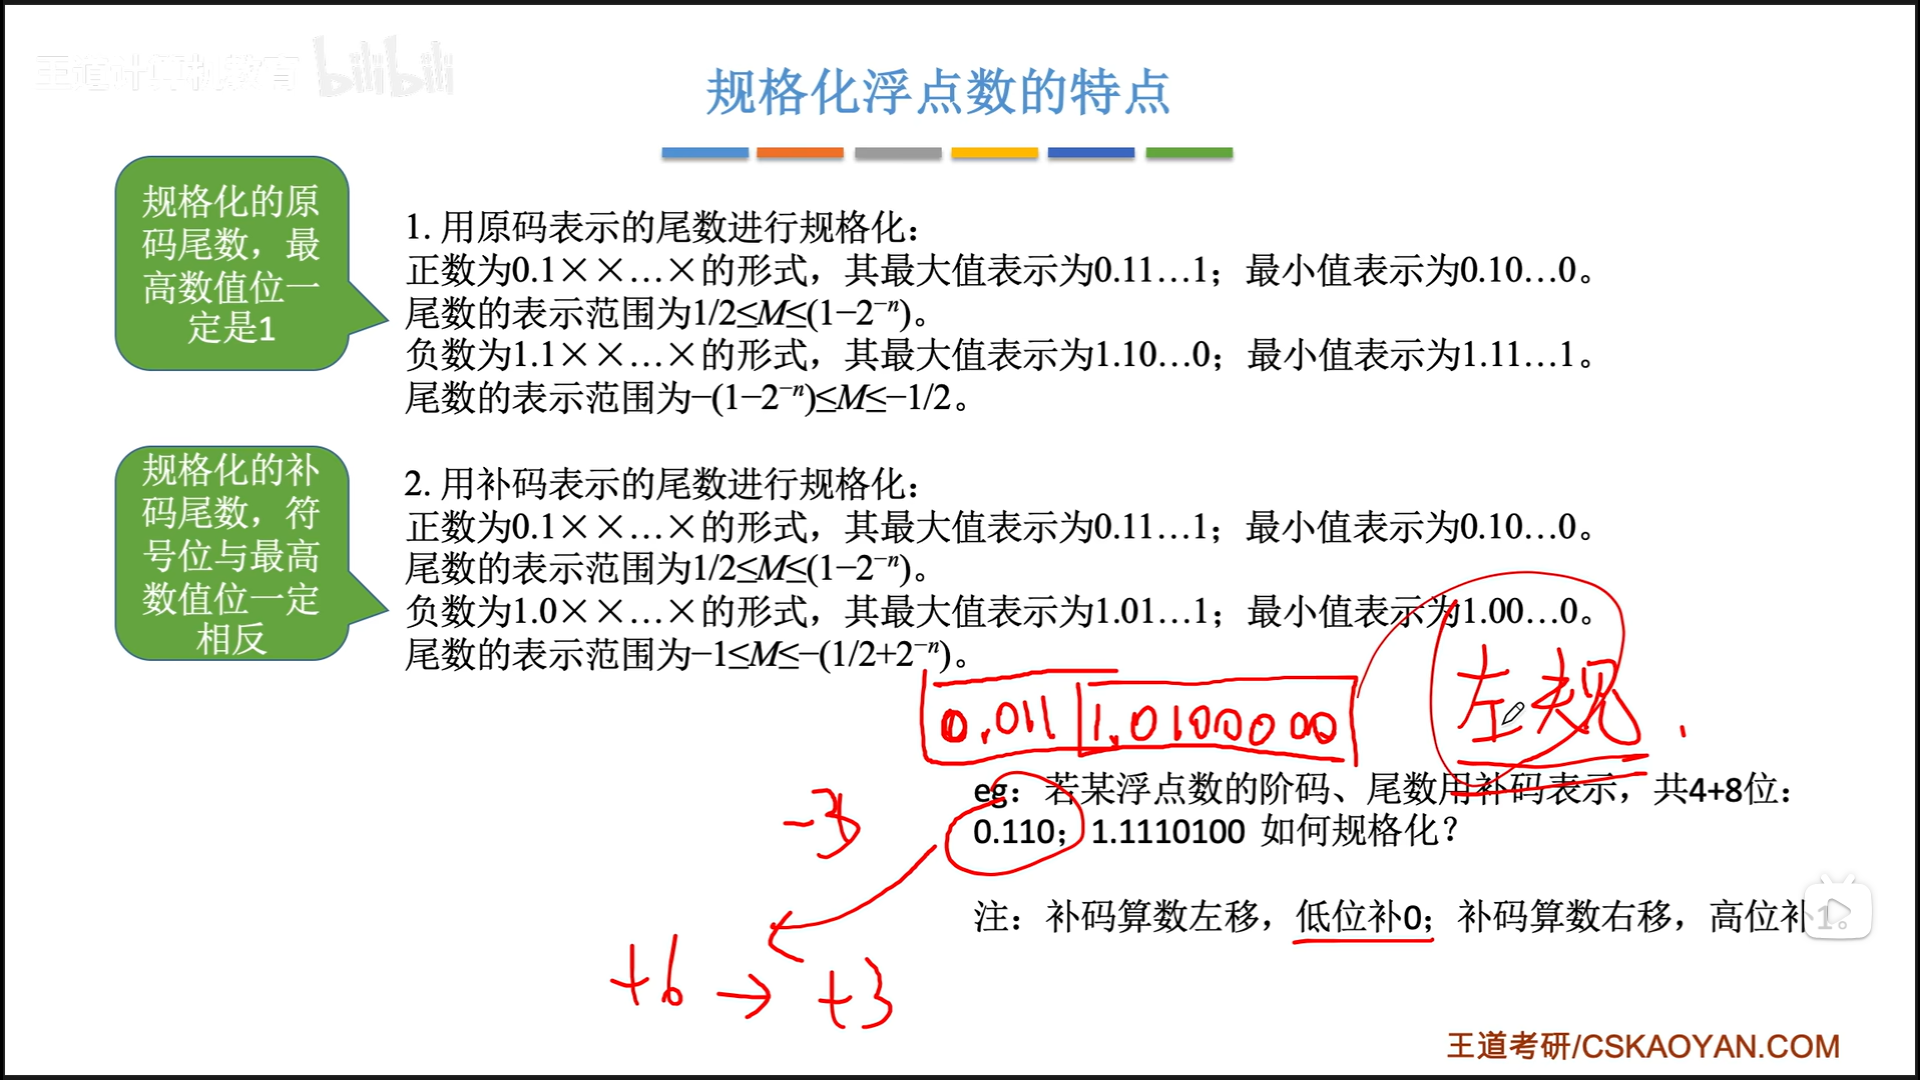 王道计算机教育 bilibili
规格化浮点数的特点
规格化的原
码尾数，最
高数值位一
定是1
1. 用原码表示的尾数进行规格化：
正数为0.1××…×的形式，其最大值表示为0.11…1；最小值表示为0.10…0。
尾数的表示范围为1/2≤M≤(1−2⁻ⁿ)。
负数为1.1××…×的形式，其最大值表示为1.10…0；最小值表示为1.11…1。
尾数的表示范围为−(1−2⁻ⁿ)≤M≤−1/2。
规格化的补
码尾数，符
号位与最高
数值位一定
相反
2. 用补码表示的尾数进行规格化：
正数为0.1××…×的形式，其最大值表示为0.11…1；最小值表示为0.10…0。
尾数的表示范围为1/2≤M≤(1−2⁻ⁿ)。
负数为1.0××…×的形式，其最大值表示为1.01…1；最小值表示为1.00…0。
尾数的表示范围为−1≤M≤−(1/2+2⁻ⁿ)。
0.011 1.0100000
左规
eg：若某浮点数的阶码、尾数用补码表示，共4+8位：
0.110；1.1110100 如何规格化？
-3
注：补码算数左移，低位补0；补码算数右移，高位补1。
+6 → +3
王道考研/CSKAOYAN.COM